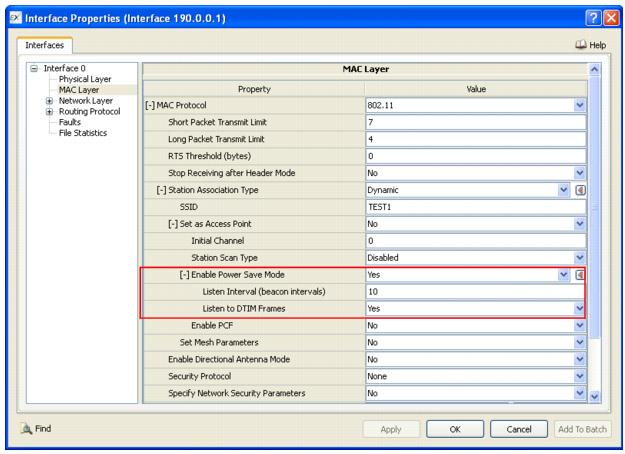 Interface Properties (Interface 190.0.0.1)
Interfaces
Help
Interface 0
Physical Layer
MAC Layer
Network Layer
Routing Protocol
Faults
File Statistics
MAC Layer
Property Value
[-] MAC Protocol 802.11
Short Packet Transmit Limit 7
Long Packet Transmit Limit 4
RTS Threshold (bytes) 0
Stop Receiving after Header Mode No
[-] Station Association Type Dynamic
SSID TEST1
[-] Set as Access Point No
Initial Channel 0
Station Scan Type Disabled
[-] Enable Power Save Mode Yes
Listen Interval (beacon intervals) 10
Listen to DTIM Frames Yes
Enable PCF No
Set Mesh Parameters No
Enable Directional Antenna Mode No
Security Protocol None
Specify Network Security Parameters No
Find
Apply OK Cancel Add To Batch